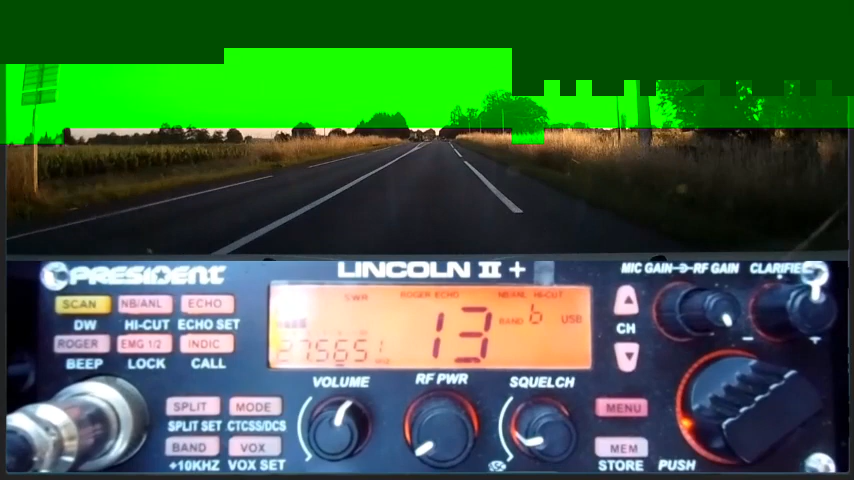 PRESIDENT
LINCOLN II +
MIC GAIN RF GAIN CLARIFIER
SCAN NB/ANL ECHO
DW HI-CUT ECHO SET
ROGER EMG 1/2 INDIC
BEEP LOCK CALL
SWR ROGER ECHO NB/ANL HI-CUT
13 BAND 6 USB
27.5651
CH
VOLUME RF PWR SQUELCH
SPLIT MODE
SPLIT SET CTCSS/DCS
BAND VOX
+10KHZ VOX SET
MENU
MEM
STORE PUSH
- +